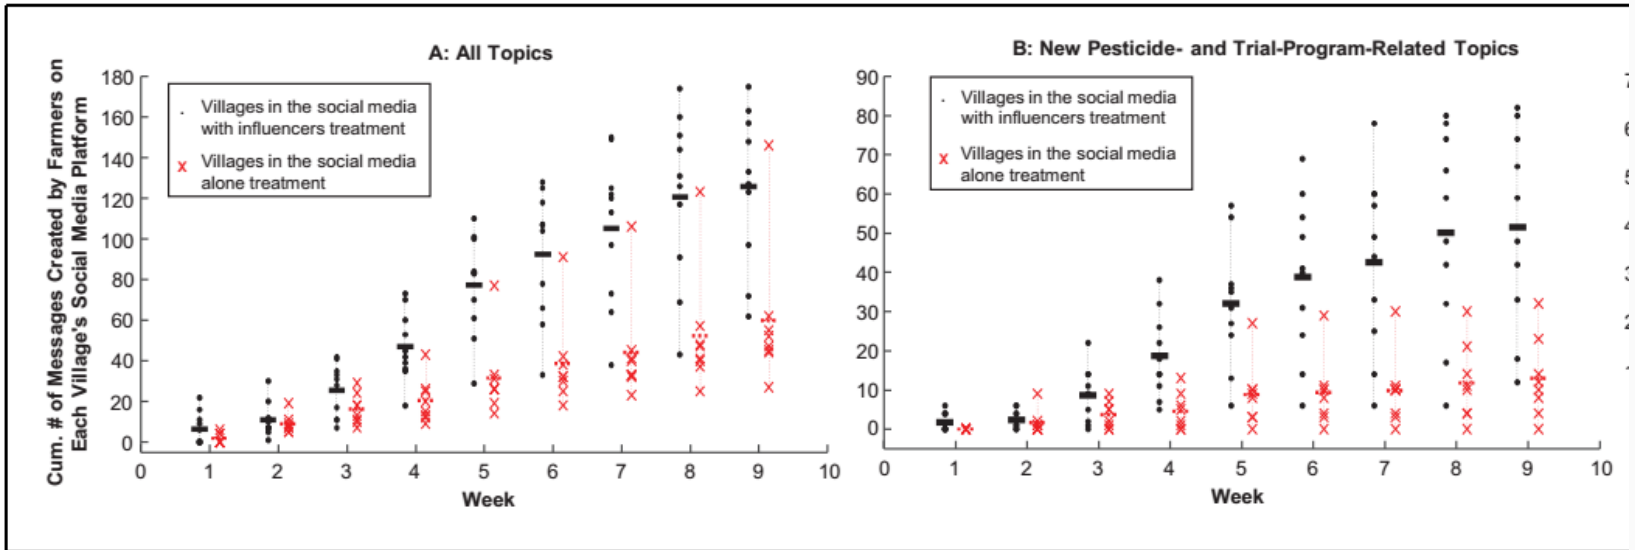 A: All Topics
Cum. # of Messages Created by Farmers on
Each Village's Social Media Platform
180
160
140
120
100
80
60
40
20
0
Villages in the social media
with influencers treatment
Villages in the social media
alone treatment
0 1 2 3 4 5 6 7 8 9 10
Week
B: New Pesticide- and Trial-Program-Related Topics
90
80
70
60
50
40
30
20
10
0
Villages in the social media
with influencers treatment
Villages in the social media
alone treatment
0 1 2 3 4 5 6 7 8 9 10
Week